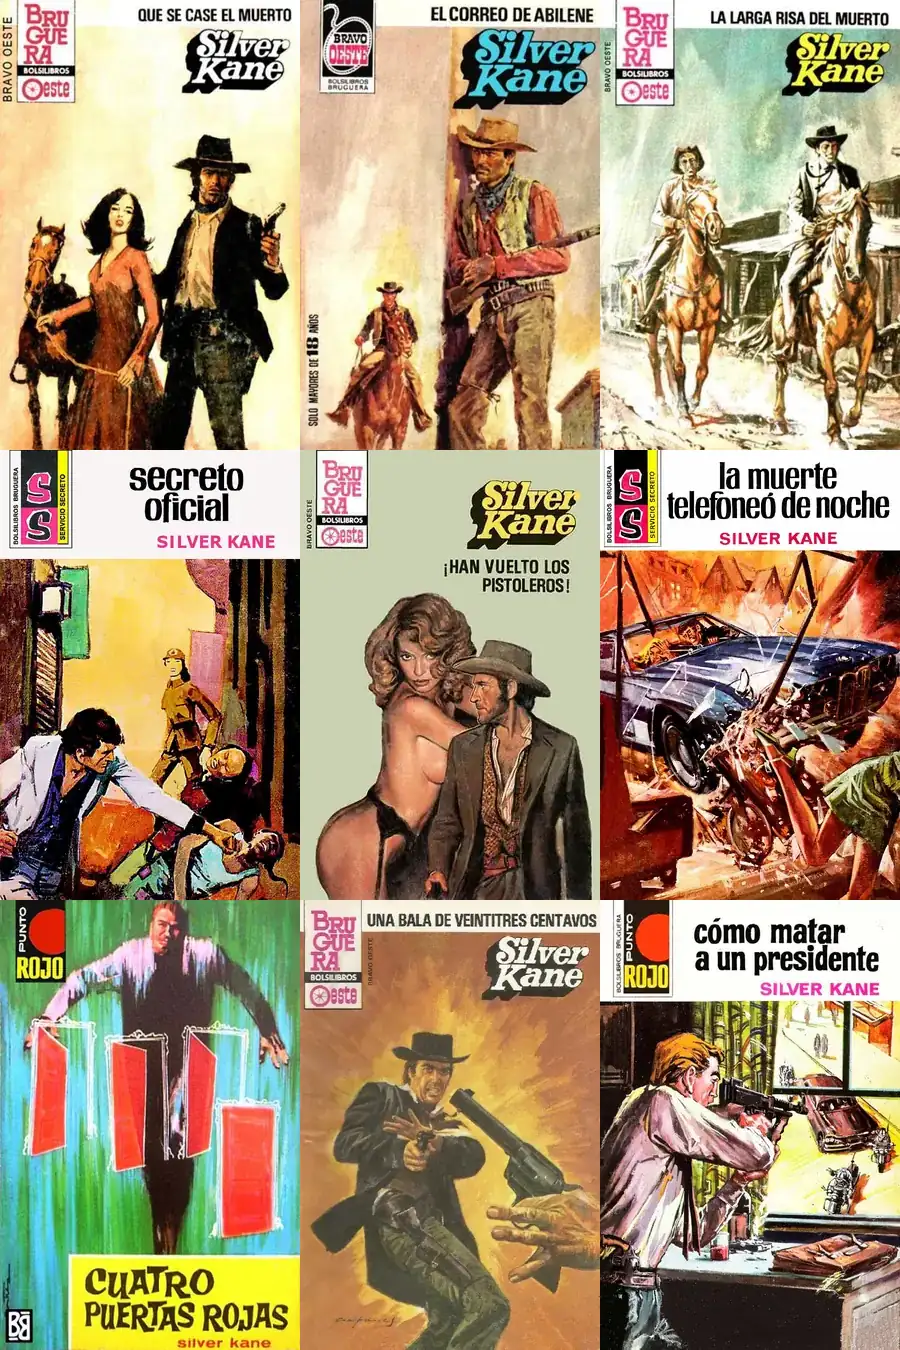 BRAVO OESTE
BRU
GUE
RA
BOLSILIBROS
Oeste
QUE SE CASE EL MUERTO
Silver
Kane
BRAVO
OESTE
BOLSILIBROS
BRUGUERA
EL CORREO DE ABILENE
Silver
Kane
SOLO MAYORES DE 18 AÑOS
BRAVO OESTE
BRU
GUE
RA
BOLSILIBROS
Oeste
LA LARGA RISA DEL MUERTO
Silver
Kane
BOLSILIBROS BRUGUERA
SS
SERVICIO SECRETO
secreto
oficial
SILVER KANE
BRAVO OESTE
BRU
GUE
RA
BOLSILIBROS
Oeste
Silver
Kane
¡HAN VUELTO LOS
PISTOLEROS!
BOLSILIBROS BRUGUERA
SS
SERVICIO SECRETO
la muerte
telefoneó de noche
SILVER KANE
PUNTO
ROJO
CUATRO
PUERTAS ROJAS
silver kane
BB
BRU
GUE
RA
BOLSILIBROS
Oeste
BRAVO OESTE
UNA BALA DE VEINTITRES CENTAVOS
Silver
Kane
BOLSILIBROS BRUGUERA
PUNTO
ROJO
cómo matar
a un presidente
SILVER KANE